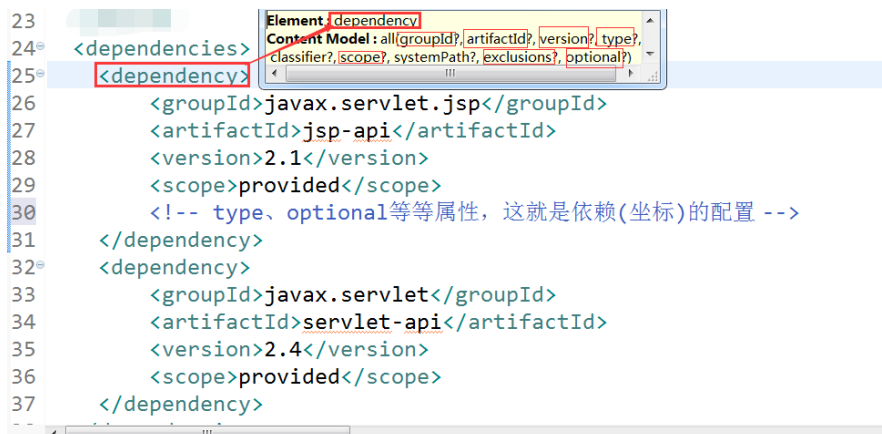 Element : dependency
Content Model : all(groupId?, artifactId?, version?, type?,
classifier?, scope?, systemPath?, exclusions?, optional?)
23
24 <dependencies>
25 <dependency>
26 <groupId>javax.servlet.jsp</groupId>
27 <artifactId>jsp-api</artifactId>
28 <version>2.1</version>
29 <scope>provided</scope>
30 <!-- type、optional等等属性，这就是依赖(坐标)的配置 -->
31 </dependency>
32 <dependency>
33 <groupId>javax.servlet</groupId>
34 <artifactId>servlet-api</artifactId>
35 <version>2.4</version>
36 <scope>provided</scope>
37 </dependency>